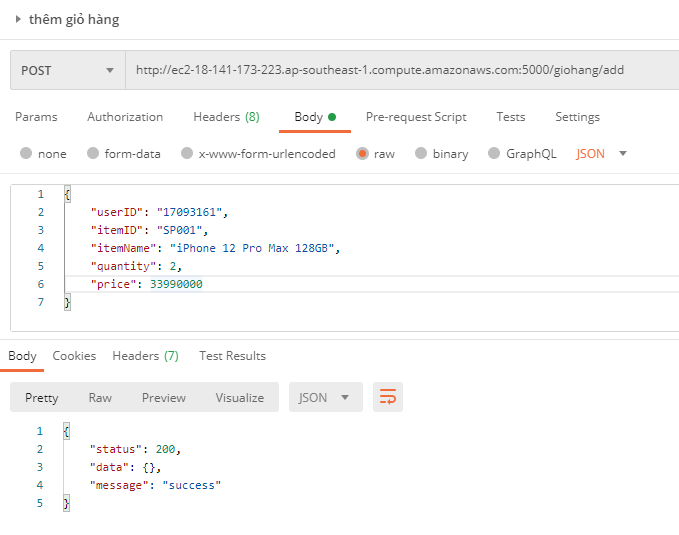 thêm giỏ hàng
POST http://ec2-18-141-173-223.ap-southeast-1.compute.amazonaws.com:5000/giohang/add
Params Authorization Headers (8) Body Pre-request Script Tests Settings
none form-data x-www-form-urlencoded raw binary GraphQL JSON
1 {
2 "userID": "17093161",
3 "itemID": "SP001",
4 "itemName": "iPhone 12 Pro Max 128GB",
5 "quantity": 2,
6 "price": 33990000
7 }
Body Cookies Headers (7) Test Results
Pretty Raw Preview Visualize JSON
1 {
2 "status": 200,
3 "data": {},
4 "message": "success"
5 }